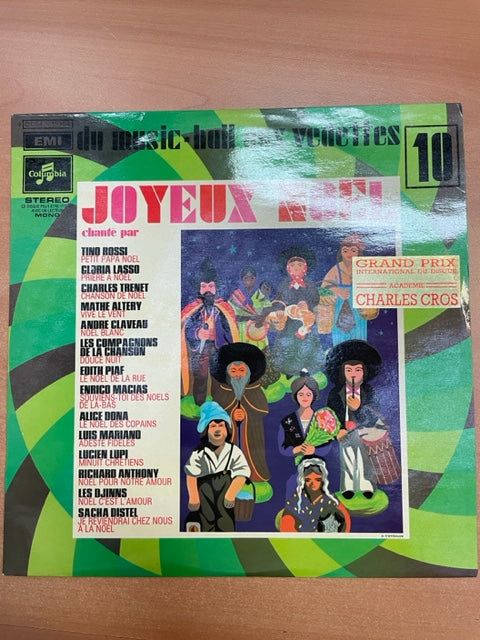 EMI
du music-hall aux vedettes
10
Columbia
STEREO
MONO
JOYEUX NOËL
chanté par
TINO ROSSI
PETIT PAPA NOEL
GLORIA LASSO
PRIERE A NOEL
CHARLES TRENET
CHANSON DE NOEL
MATHE ALTERY
VIVE LE VENT
ANDRE CLAVEAU
NOEL BLANC
LES COMPAGNONS
DE LA CHANSON
DOUCE NUIT
EDITH PIAF
LE NOEL DE LA RUE
ENRICO MACIAS
SOUVIENS-TOI DES NOELS
DE LA-BAS
ALICE DONA
LE NOEL DES COPAINS
LUIS MARIANO
ADESTE FIDELES
LUCIEN LUPI
MINUIT CHRETIENS
RICHARD ANTHONY
NOEL POUR NOTRE AMOUR
LES DJINNS
NOEL C'EST L'AMOUR
SACHA DISTEL
JE REVIENDRAI CHEZ NOUS
A LA NOEL
GRAND PRIX
INTERNATIONAL DU DISQUE
ACADEMIE
CHARLES CROS